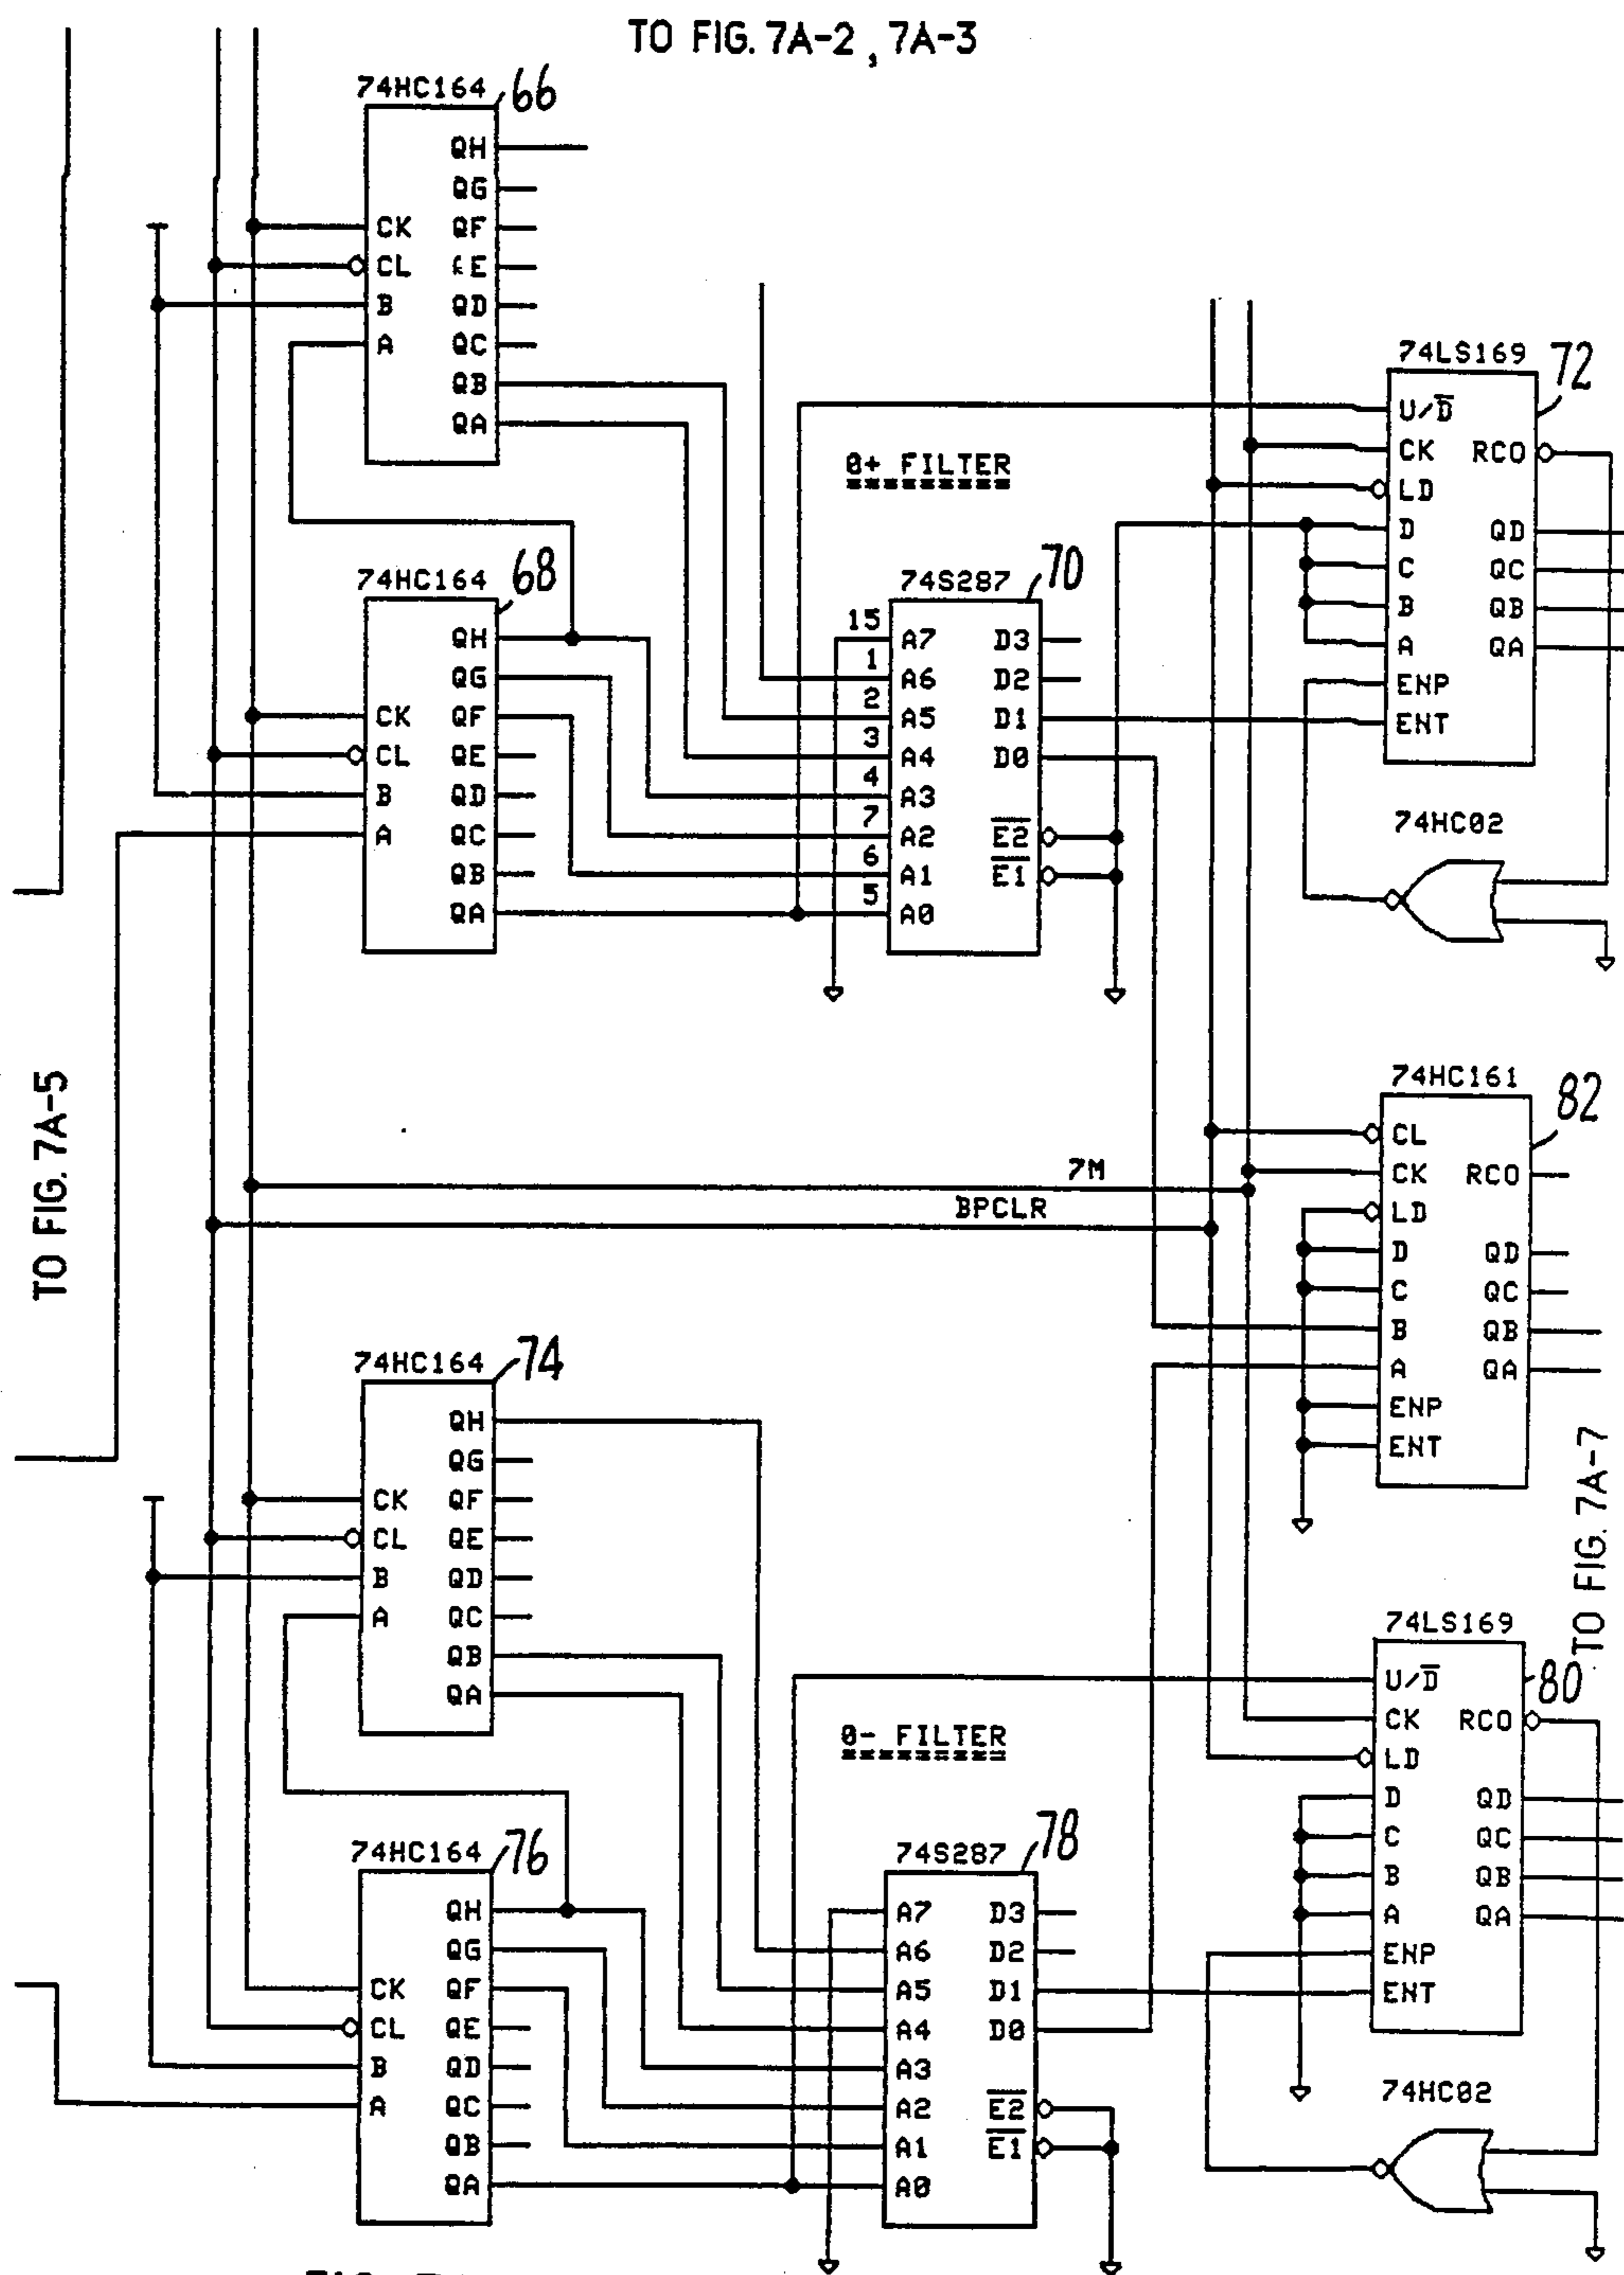 TO FIG. 7A-2, 7A-3
74HC164 66
QH
QG
CK QF
CL E
B QD
A QC
QB
QA
74LS169 72
U/D̅
CK RCO
LD
D QD
C QC
B QB
A QA
ENP
ENT
0+ FILTER
74HC164 68
QH
QG
CK QF
CL QE
B QD
A QC
QB
QA
74S287 70
15 A7 D3
1 A6 D2
2 A5 D1
3 A4 D0
4 A3
7 A2 E̅2̅
6 A1 E̅1̅
5 A0
74HC02
TO FIG. 7A-5
7M
BPCLR
74HC161 82
CL
CK RCO
LD
D QD
C QC
B QB
A QA
ENP
ENT
TO FIG. 7A-7
74HC164 74
QH
QG
CK QF
CL QE
B QD
A QC
QB
QA
0- FILTER
74LS169 80
U/D̅
CK RCO
LD
D QD
C QC
B QB
A QA
ENP
ENT
74HC164 76
QH
QG
CK QF
CL QE
B QD
A QC
QB
QA
74S287 78
A7 D3
A6 D2
A5 D1
A4 D0
A3
A2 E̅2̅
A1 E̅1̅
A0
74HC02